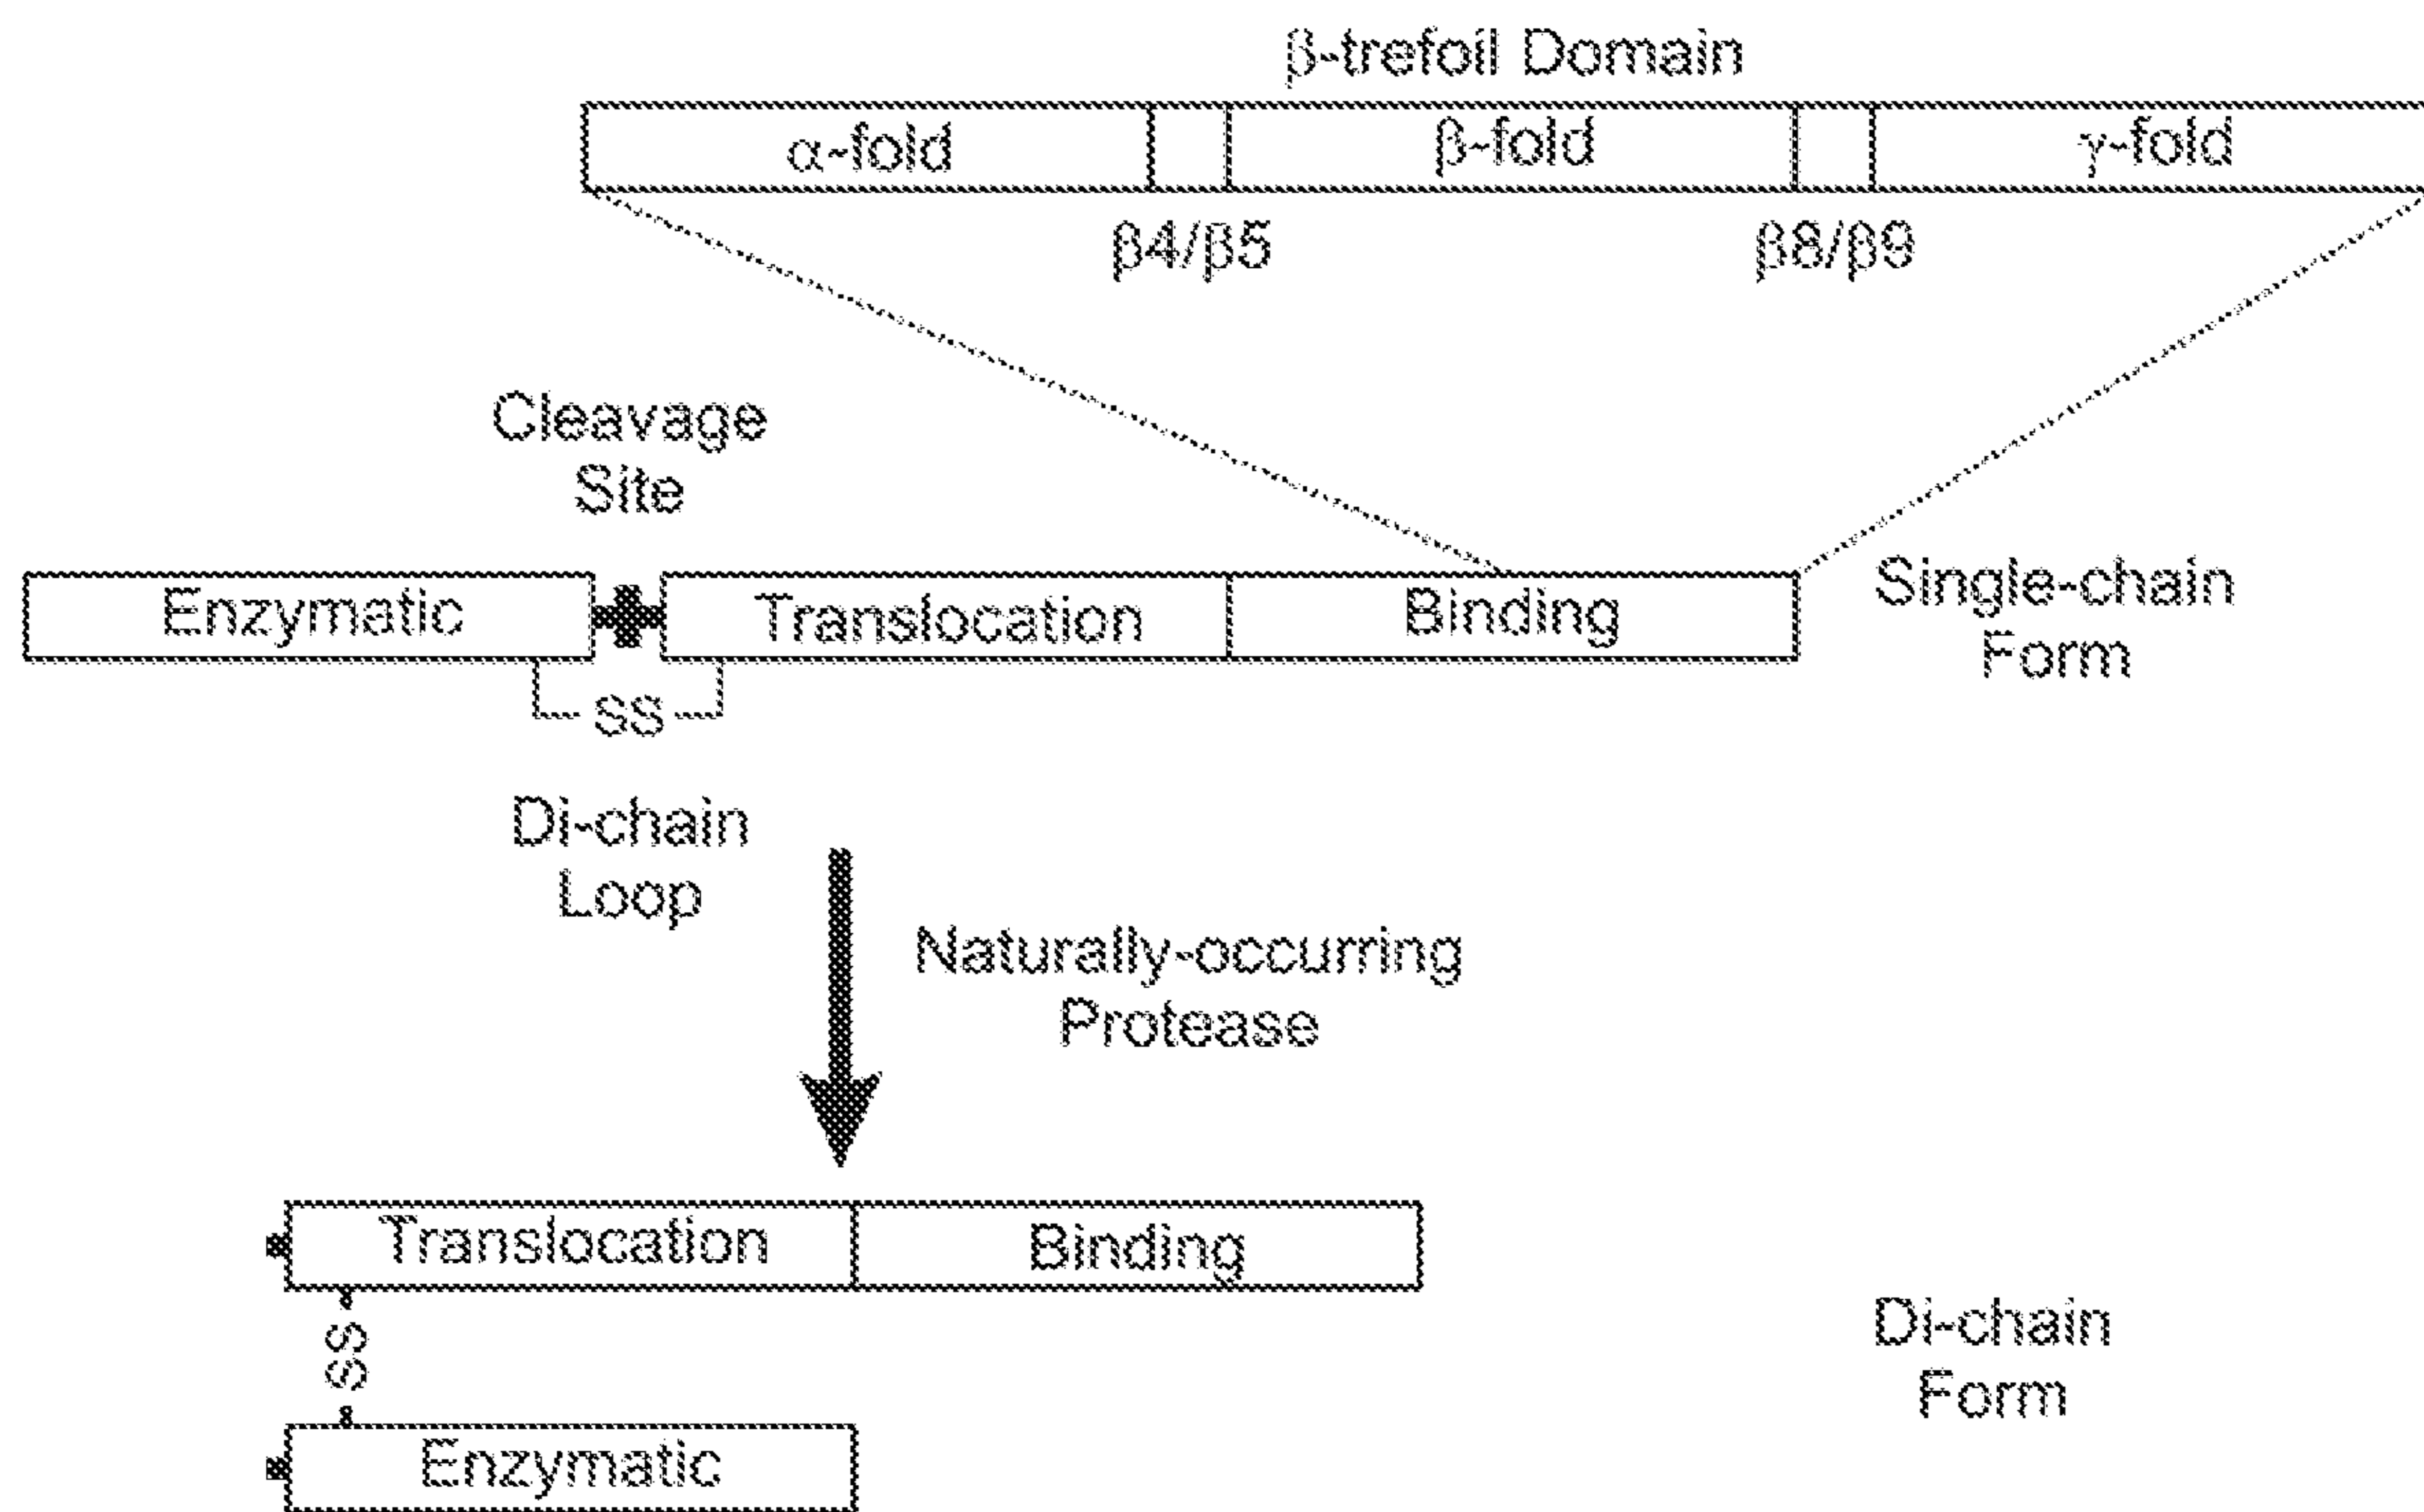 β-trefoil Domain
α-fold
β-fold
γ-fold
β4/β5
β8/β9
Cleavage
Site
Enzymatic
Translocation
Binding
Single-chain
Form
SS
Di-chain
Loop
Naturally-occurring
Protease
Translocation
Binding
SS
Di-chain
Form
Enzymatic